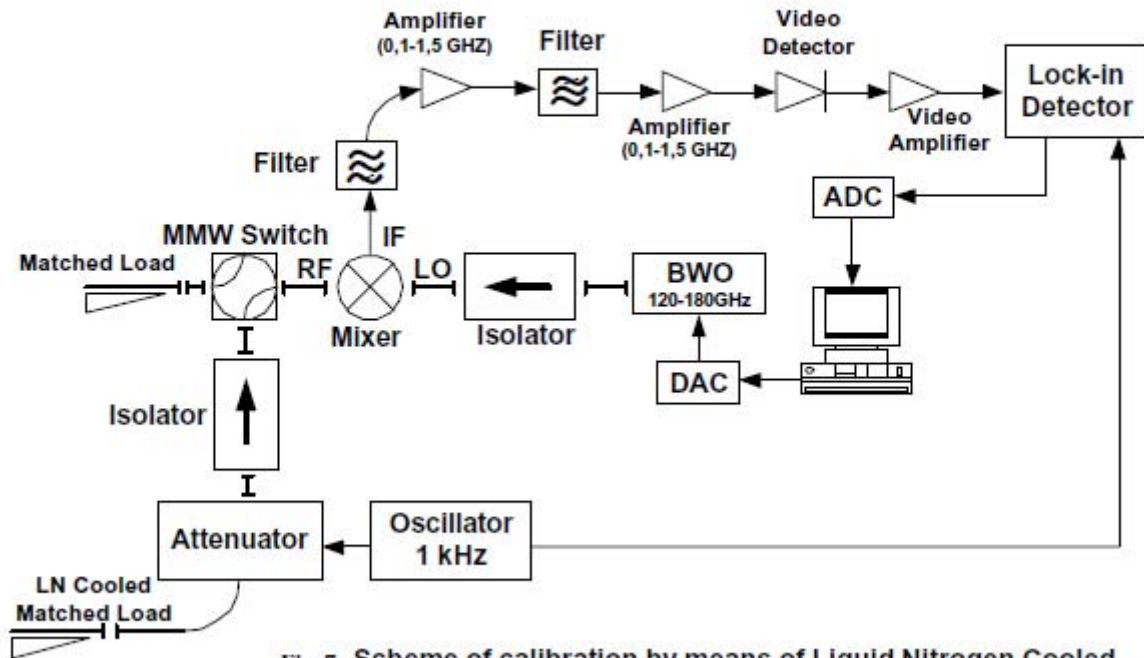 Amplifier
(0,1-1,5 GHZ)
Filter
Video
Detector
Lock-in
Detector
Amplifier
(0,1-1,5 GHZ)
Video
Amplifier
Filter
ADC
MMW Switch
IF
Matched Load
RF
LO
BWO
120-180GHz
Mixer
Isolator
DAC
Isolator
Attenuator
Oscillator
1 kHz
LN Cooled
Matched Load
Scheme of calibration by means of Liquid Nitrogen Cooled